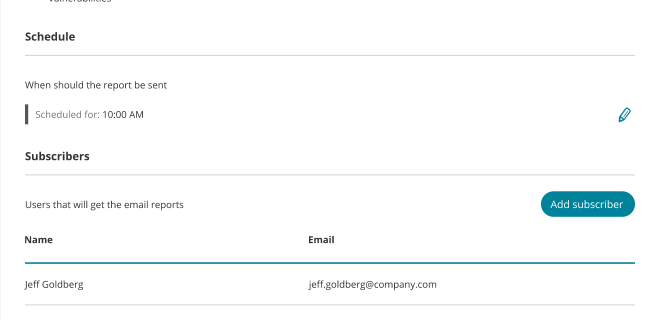 vulnerabilities
Schedule
When should the report be sent
Scheduled for: 10:00 AM
Subscribers
Users that will get the email reports
Add subscriber
Name Email
Jeff Goldberg jeff.goldberg@company.com